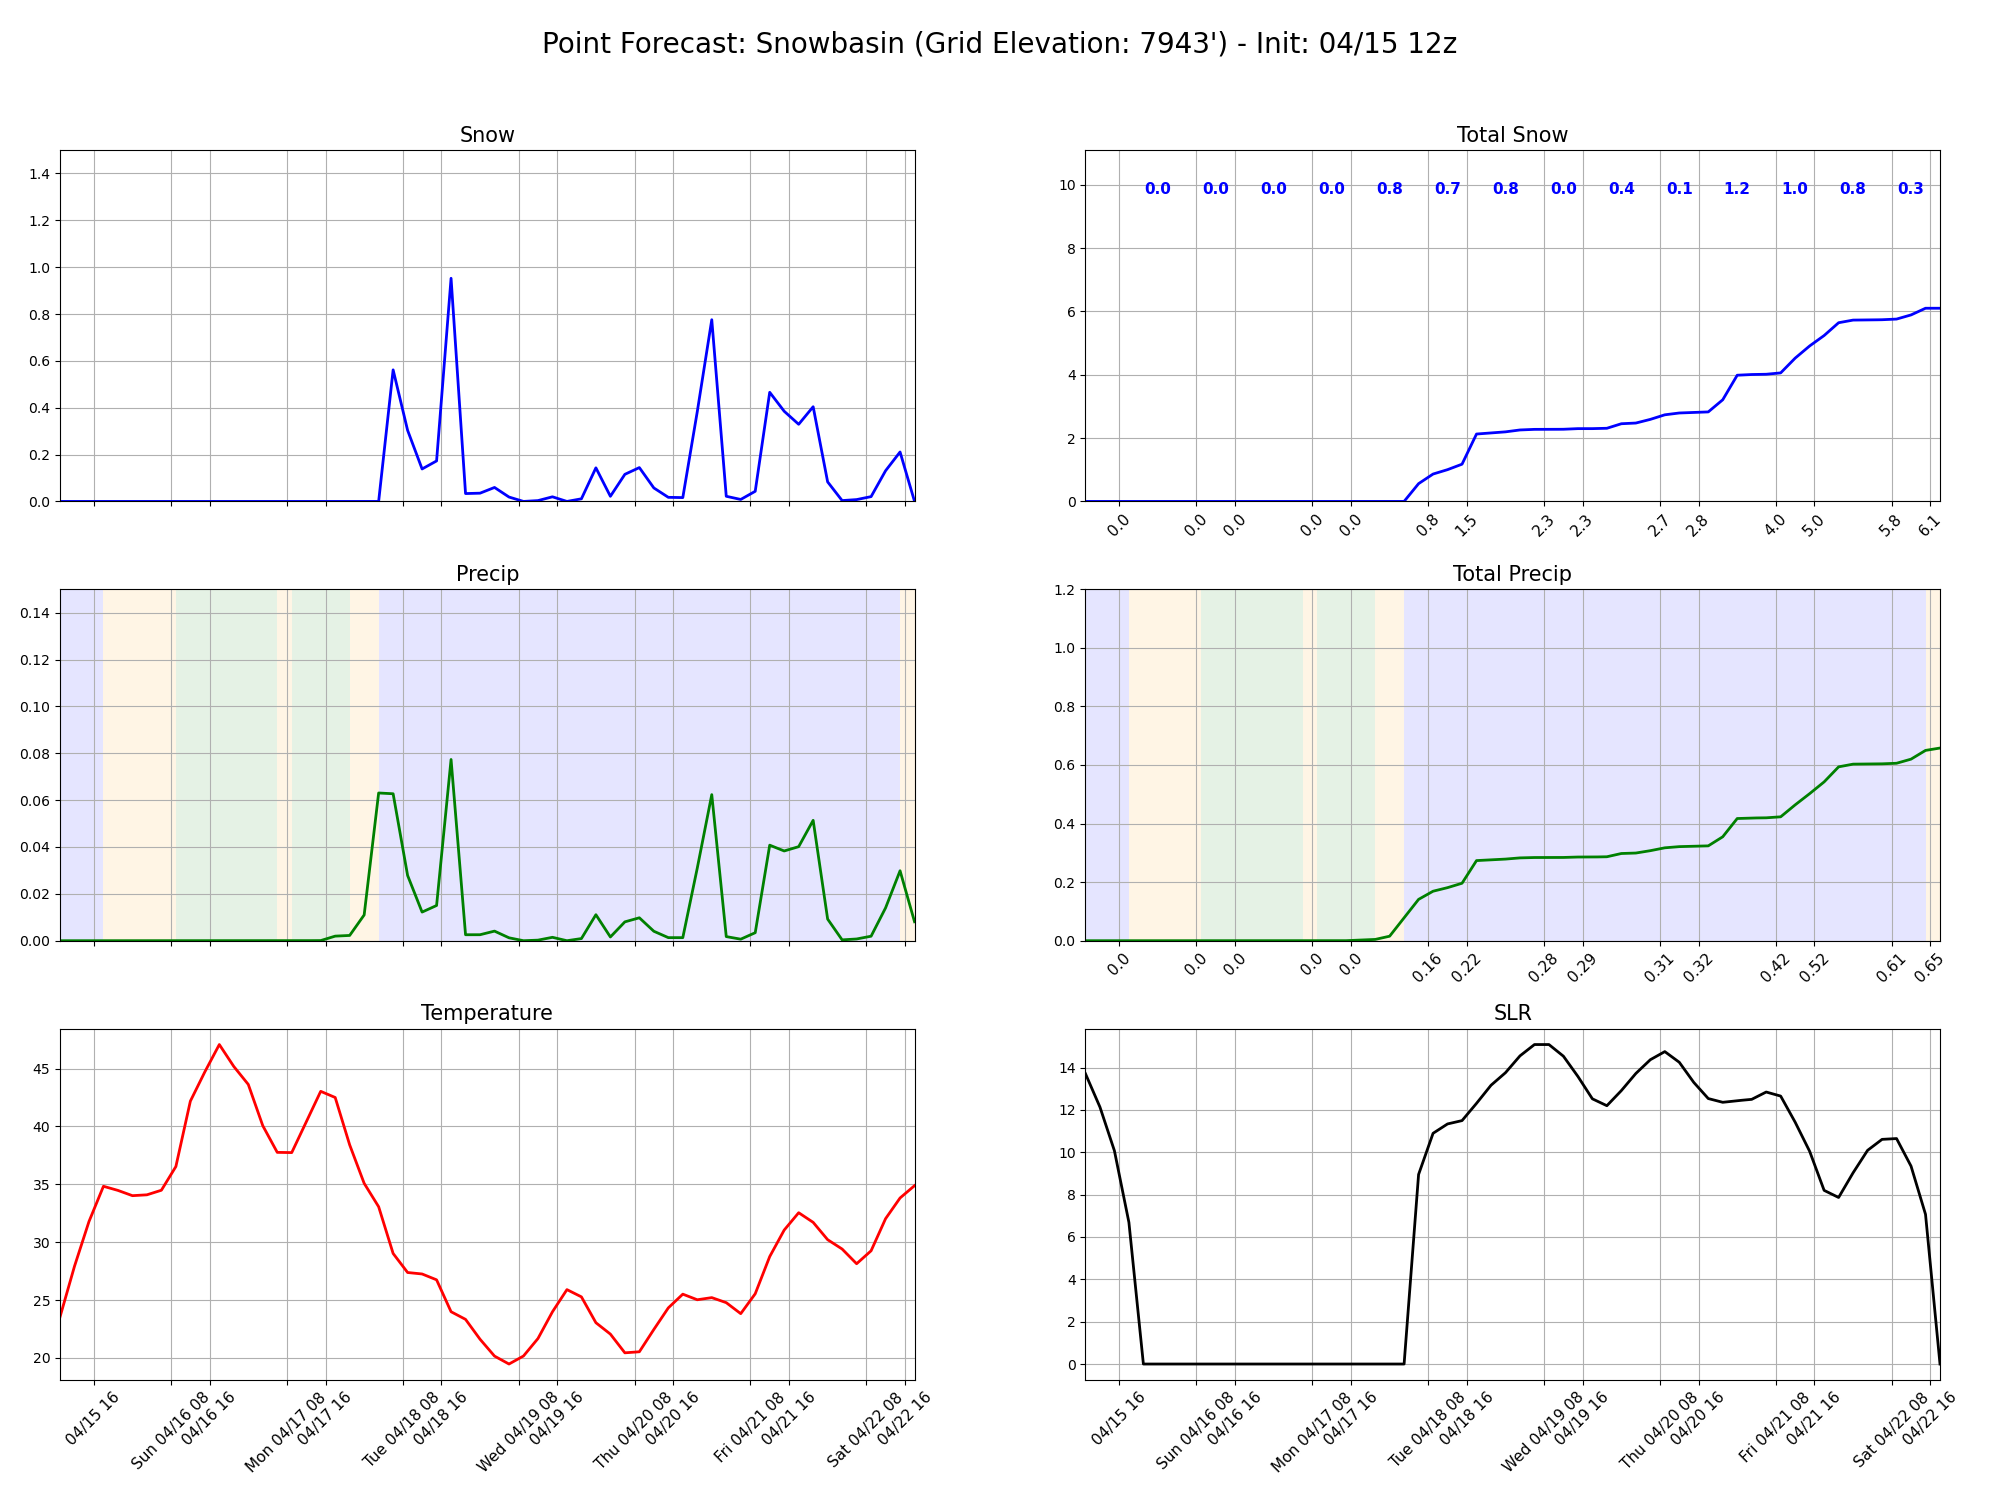 Point Forecast: Snowbasin (Grid Elevation: 7943') - Init: 04/15 12z
Snow
1.4
1.2
1.0
0.8
0.6
0.4
0.2
0.0
Total Snow
0.0 0.0 0.0 0.0 0.8 0.7 0.8 0.0 0.4 0.1 1.2 1.0 0.8 0.3
10
8
6
4
2
0
0.0 0.0 0.0 0.0 0.0 0.8 1.5 2.3 2.3 2.7 2.8 4.0 5.0 5.8 6.1
Precip
0.14
0.12
0.10
0.08
0.06
0.04
0.02
0.00
Total Precip
1.2
1.0
0.8
0.6
0.4
0.2
0.0
0.0 0.0 0.0 0.0 0.0 0.16 0.22 0.28 0.29 0.31 0.32 0.42 0.52 0.61 0.65
Temperature
45
40
35
30
25
20
04/15 16
Sun 04/16 08
04/16 16
Mon 04/17 08
04/17 16
Tue 04/18 08
04/18 16
Wed 04/19 08
04/19 16
Thu 04/20 08
04/20 16
Fri 04/21 08
04/21 16
Sat 04/22 08
04/22 16
SLR
14
12
10
8
6
4
2
0
04/15 16
Sun 04/16 08
04/16 16
Mon 04/17 08
04/17 16
Tue 04/18 08
04/18 16
Wed 04/19 08
04/19 16
Thu 04/20 08
04/20 16
Fri 04/21 08
04/21 16
Sat 04/22 08
04/22 16